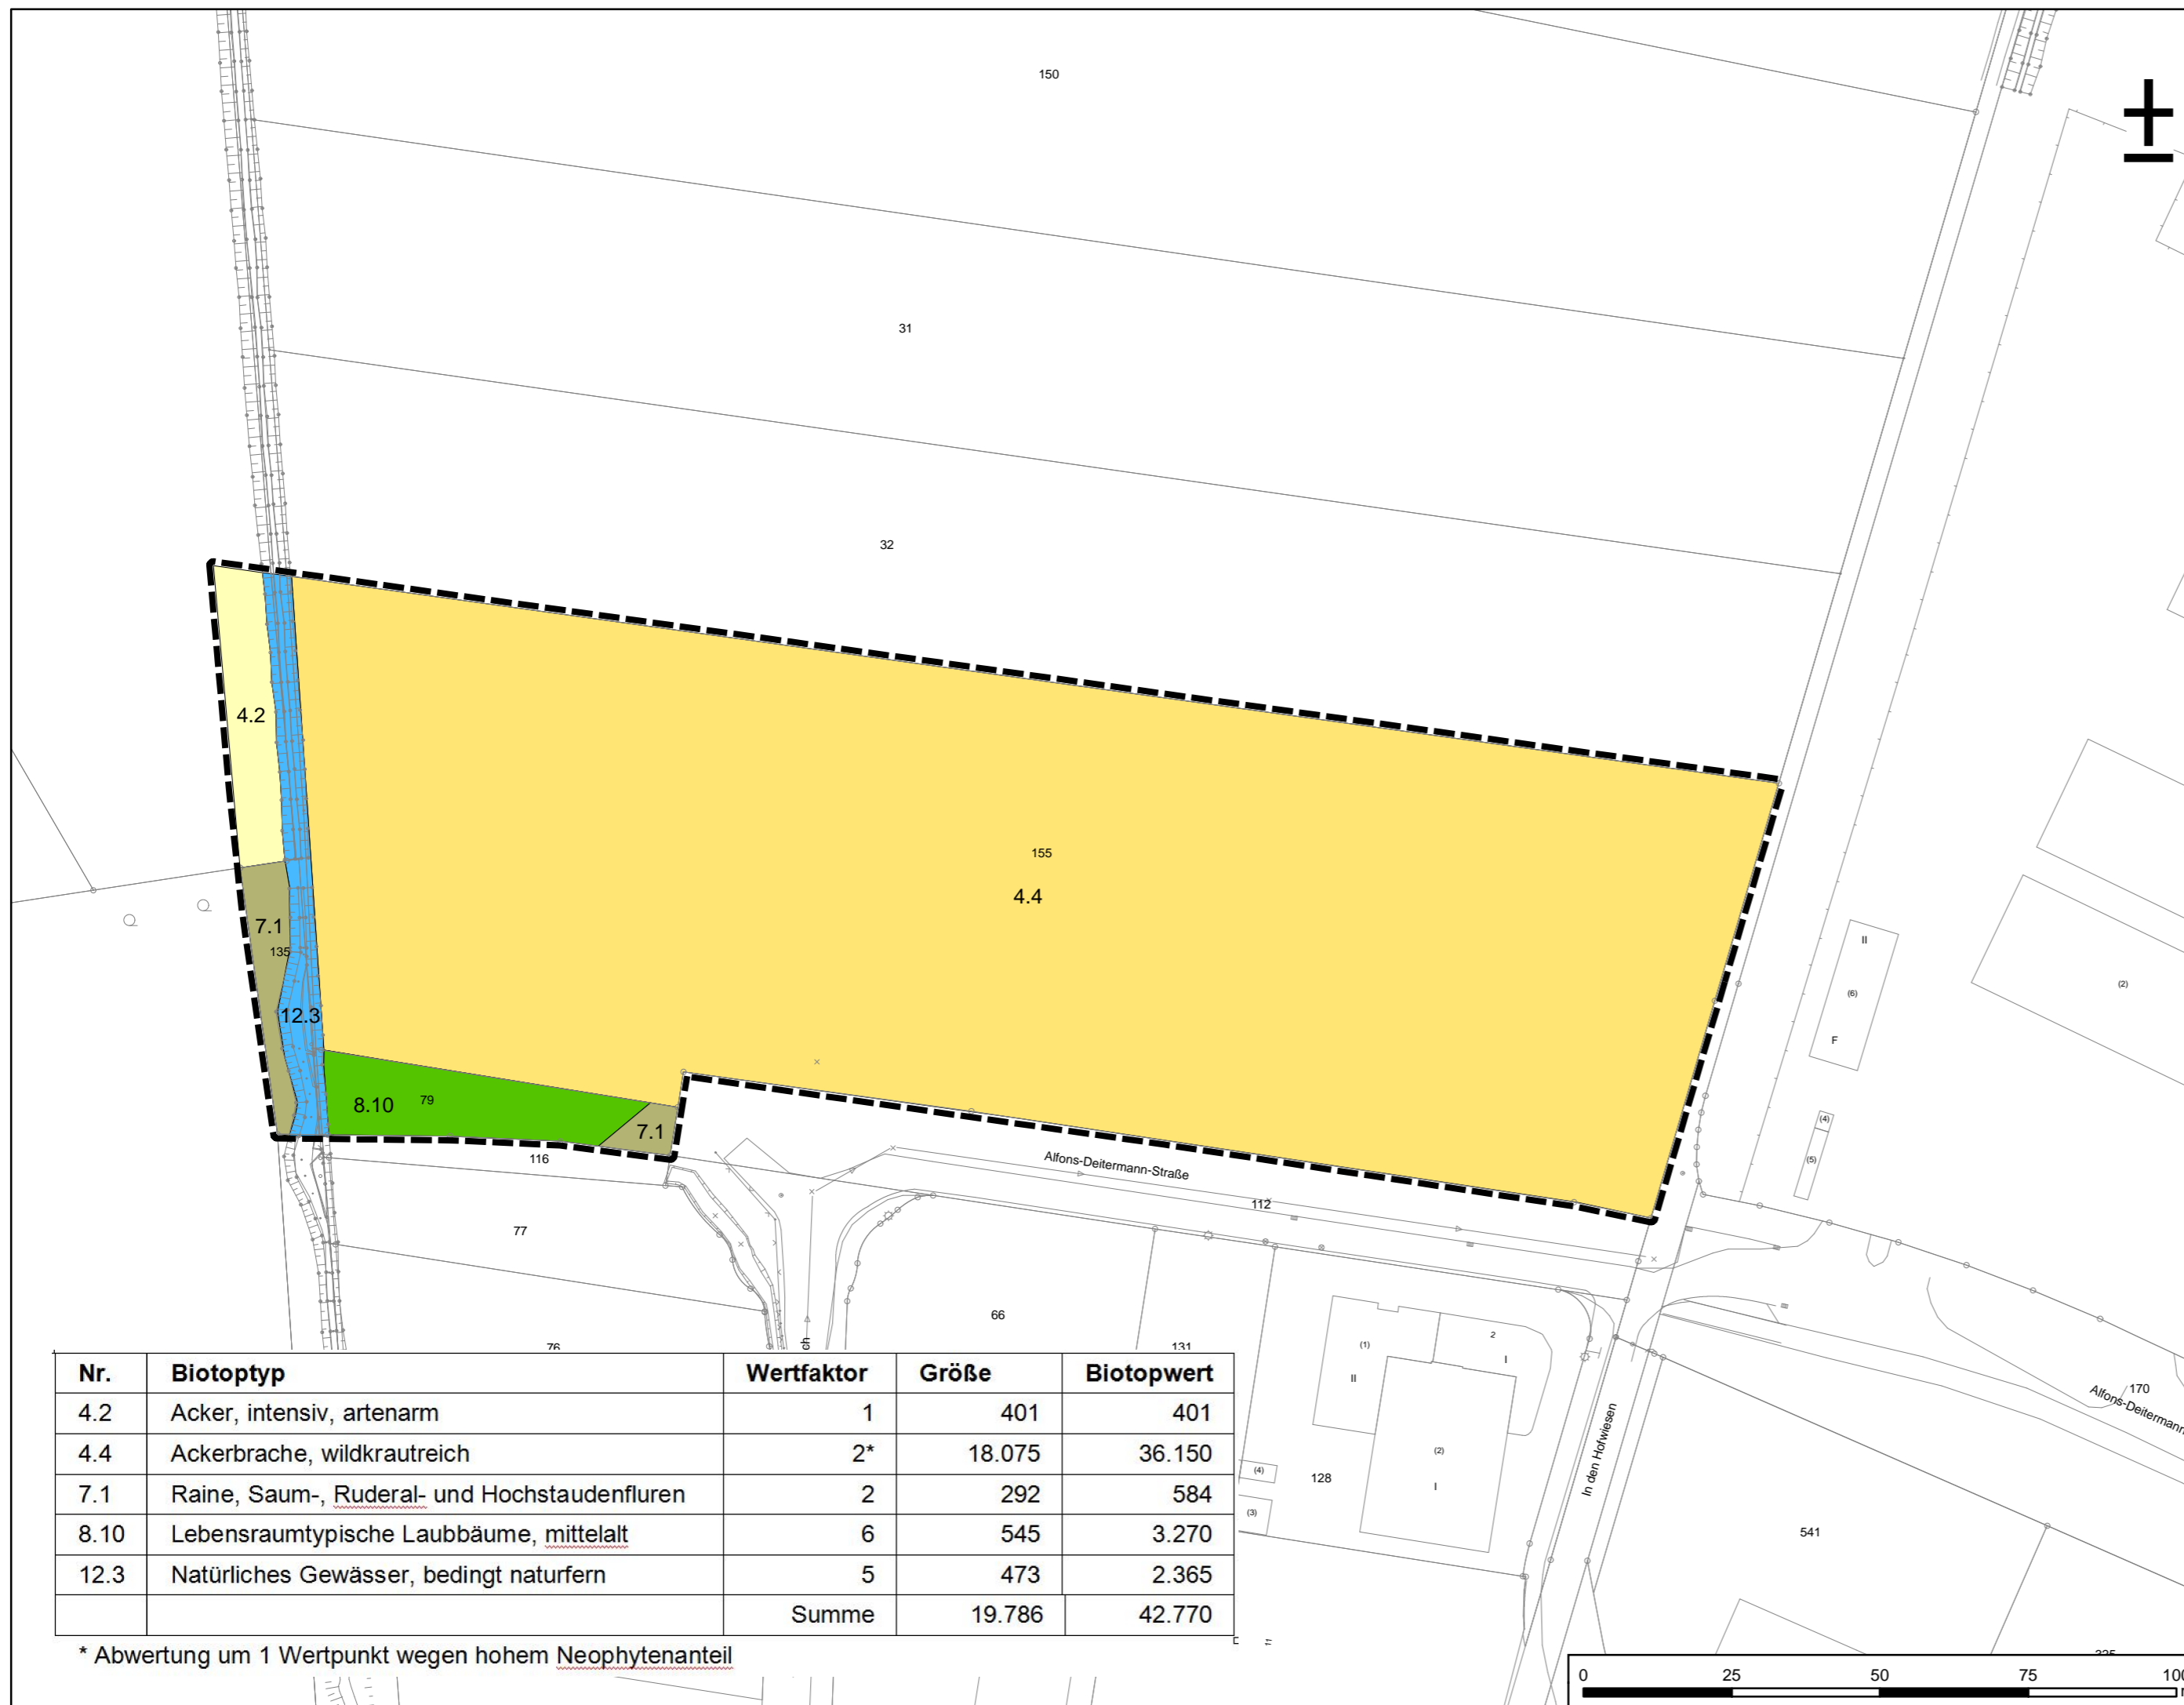 150
31
32
4.2
155
4.4
7.1
135
12.3
8.10 79
7.1
116
Alfons-Deitermann-Straße
112
77
66
76
131
ch
II
(6)
F
(2)
(4)
(5)
(1)
II
2
I
(2)
I
(4)
(3)
128
In den Hofwiesen
170
Alfons-Deitermann
541
Nr. Biotoptyp Wertfaktor Größe Biotopwert
4.2 Acker, intensiv, artenarm 1 401 401
4.4 Ackerbrache, wildkrautreich 2* 18.075 36.150
7.1 Raine, Saum-, Ruderal- und Hochstaudenfluren 2 292 584
8.10 Lebensraumtypische Laubbäume, mittelalt 6 545 3.270
12.3 Natürliches Gewässer, bedingt naturfern 5 473 2.365
Summe 19.786 42.770
* Abwertung um 1 Wertpunkt wegen hohem Neophytenanteil
0 25 50 75 100